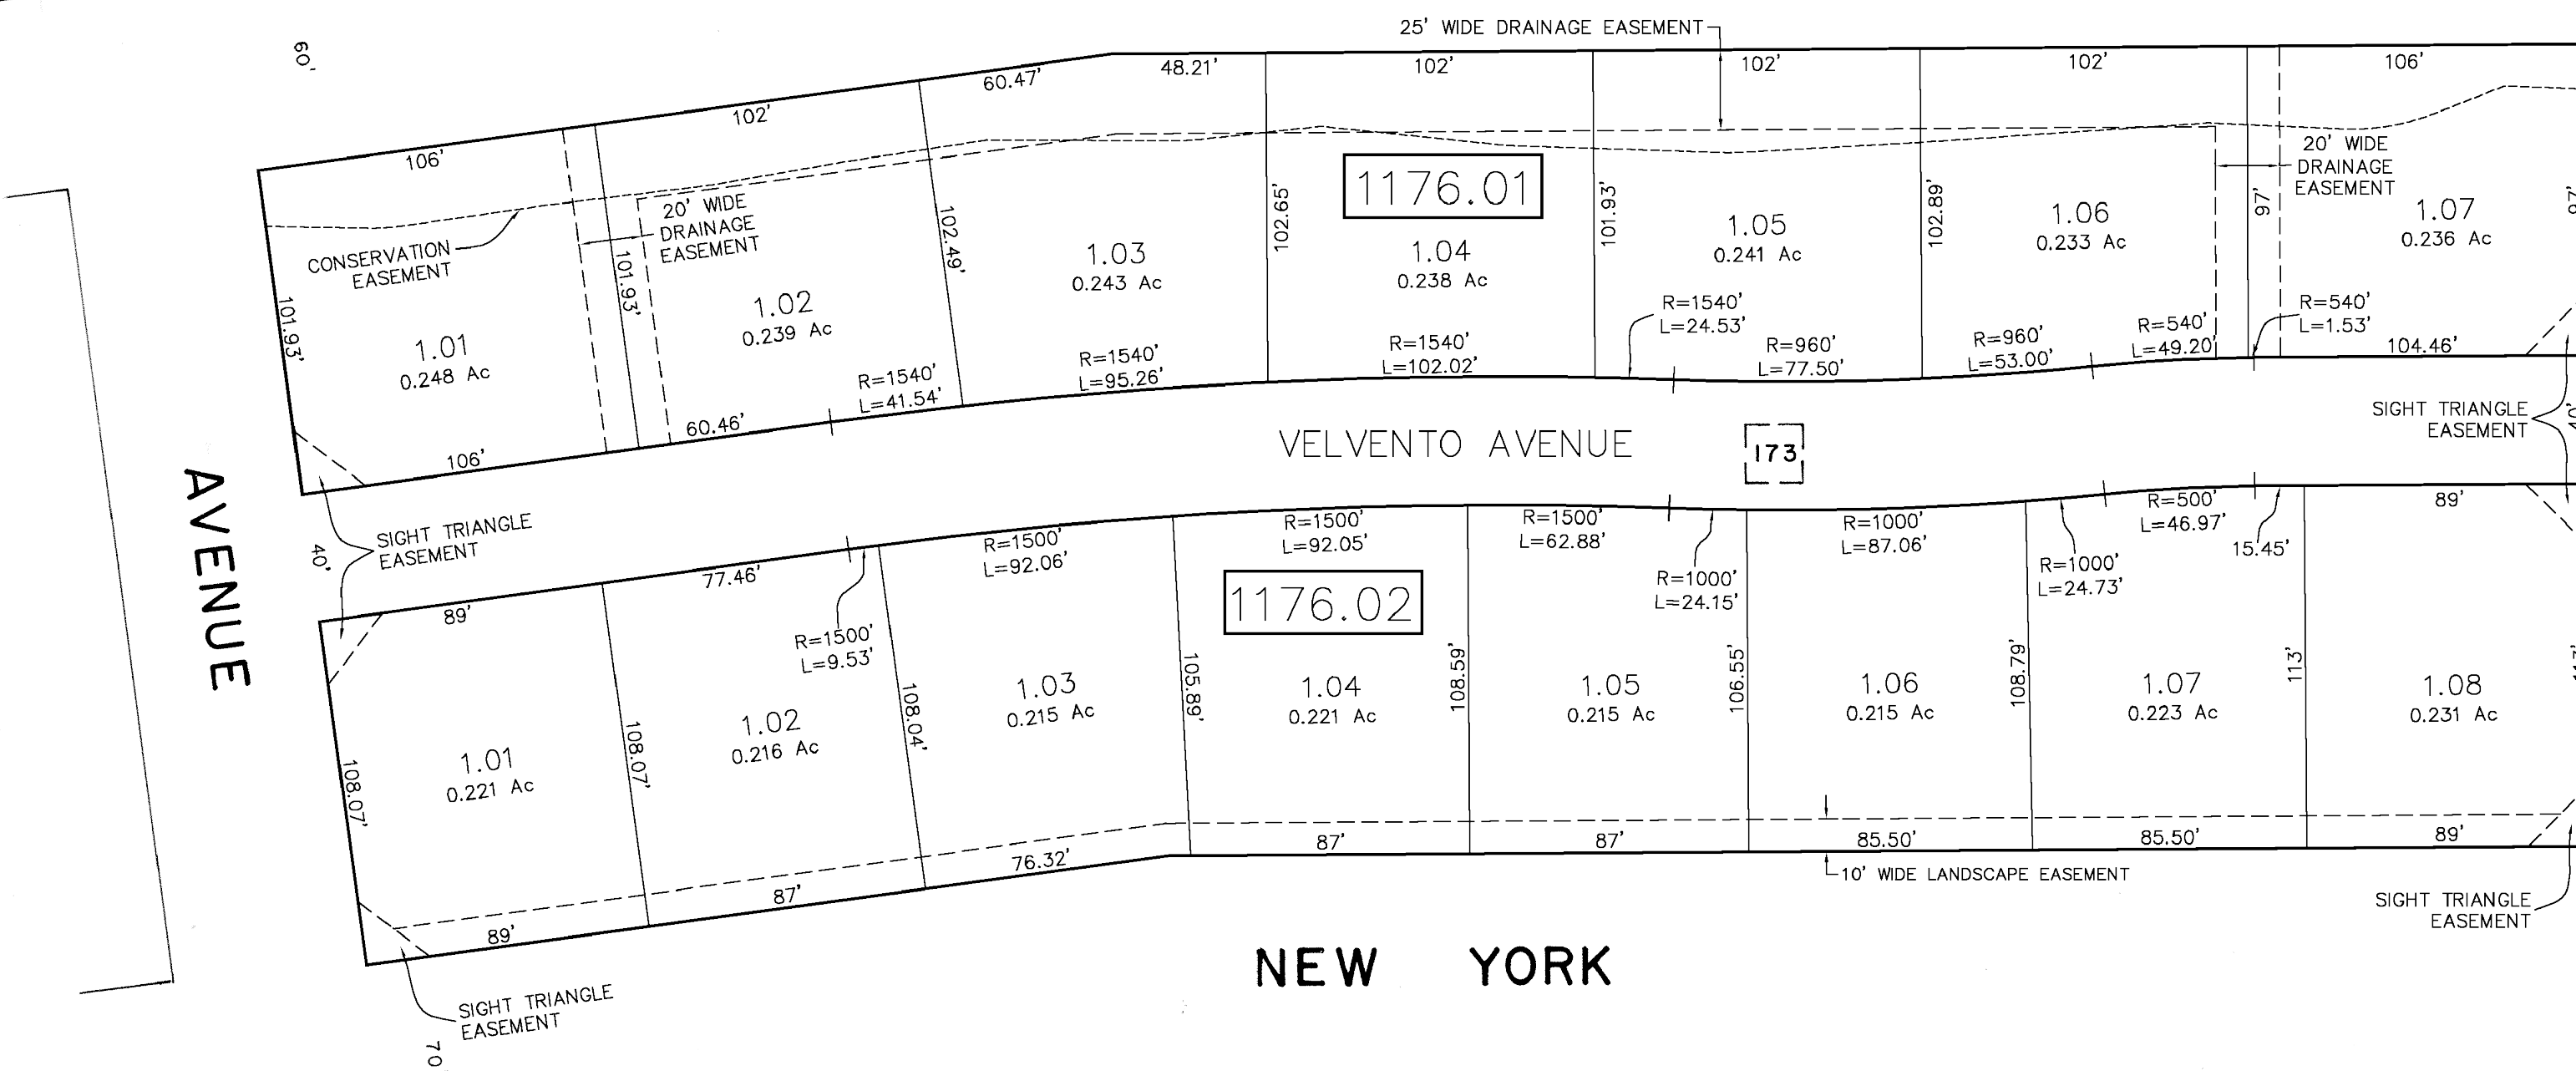 25' WIDE DRAINAGE EASEMENT
60'
106'
102'
60.47'
48.21'
102'
102'
102'
106'
CONSERVATION
EASEMENT
20' WIDE
DRAINAGE
EASEMENT
20' WIDE
DRAINAGE
EASEMENT
1176.01
101.93'
101.93'
102.49'
102.65'
101.93'
102.89'
97'
97'
1.01
0.248 Ac
1.02
0.239 Ac
1.03
0.243 Ac
1.04
0.238 Ac
1.05
0.241 Ac
1.06
0.233 Ac
1.07
0.236 Ac
106'
60.46'
R=1540'
L=41.54'
R=1540'
L=95.26'
R=1540'
L=102.02'
R=1540'
L=24.53'
R=960'
L=77.50'
R=960'
L=53.00'
R=540'
L=49.20'
R=540'
L=1.53'
104.46'
SIGHT TRIANGLE
EASEMENT
40'
VELVENTO AVENUE
173
AVENUE
40'
SIGHT TRIANGLE
EASEMENT
89'
77.46'
R=1500'
L=9.53'
R=1500'
L=92.06'
R=1500'
L=92.05'
R=1500'
L=62.88'
R=1000'
L=24.15'
R=1000'
L=87.06'
R=1000'
L=24.73'
R=500'
L=46.97'
15.45'
89'
1176.02
108.07'
108.07'
108.04'
105.89'
108.59'
106.55'
108.79'
113'
113'
1.01
0.221 Ac
1.02
0.216 Ac
1.03
0.215 Ac
1.04
0.221 Ac
1.05
0.215 Ac
1.06
0.215 Ac
1.07
0.223 Ac
1.08
0.231 Ac
89'
87'
76.32'
87'
87'
85.50'
85.50'
89'
10' WIDE LANDSCAPE EASEMENT
SIGHT TRIANGLE
EASEMENT
NEW YORK
SIGHT TRIANGLE
EASEMENT
70